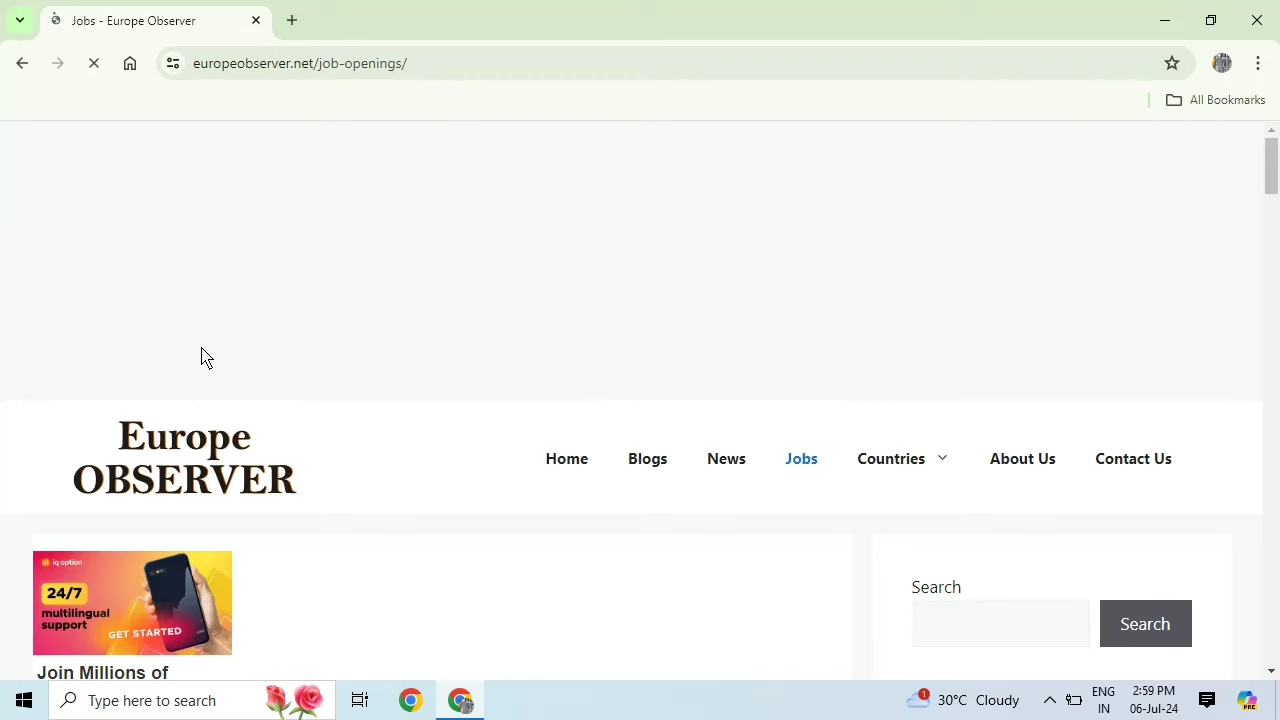 Jobs - Europe Observer
europeobserver.net/job-openings/
All Bookmarks
Europe
OBSERVER
Home Blogs News Jobs Countries About Us Contact Us
iq option
24/7
multilingual
support
GET STARTED
Join Millions of
Search
Search
Type here to search
1
30°C Cloudy
ENG
IN
2:59 PM
06-Jul-24